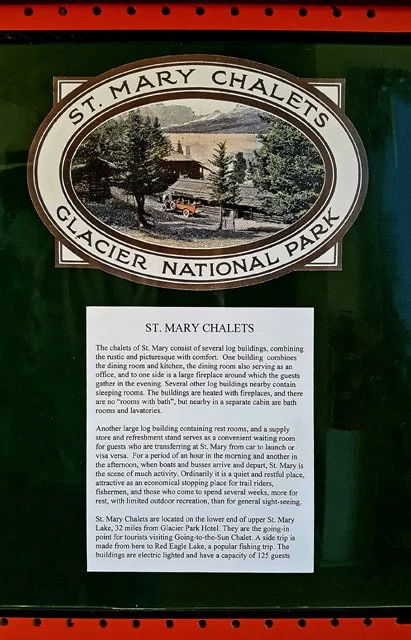 ST. MARY CHALETS
GLACIER NATIONAL PARK
ST. MARY CHALETS
The chalets of St. Mary consist of several log buildings, combining
the rustic and picturesque with comfort. One building combines
the dining room and kitchen, the dining room also serving as an
office, and to one side is a large fireplace around which the guests
gather in the evening. Several other log buildings nearby contain
sleeping rooms. The buildings are heated with fireplaces, and there
are no "rooms with bath", but nearby in a separate cabin are bath
rooms and lavatories.
Another large log building containing rest rooms, and a supply
store and refreshment stand serves as a convenient waiting room
for guests who are transferring at St. Mary from car to launch or
visa versa. For a period of an hour in the morning and another in
the afternoon, when boats and busses arrive and depart, St. Mary is
the scene of much activity. Ordinarily it is a quiet and restful place,
attractive as an economical stopping place for trail riders,
fishermen, and those who come to spend several weeks, more for
rest, with limited outdoor recreation, than for general sight-seeing.
St. Mary Chalets are located on the lower end of upper St. Mary
Lake, 32 miles from Glacier Park Hotel. They are the going-in
point for tourists visiting Going-to-the-Sun Chalet. A side trip is
made from here to Red Eagle Lake, a popular fishing trip. The
buildings are electric lighted and have a capacity of 125 guests